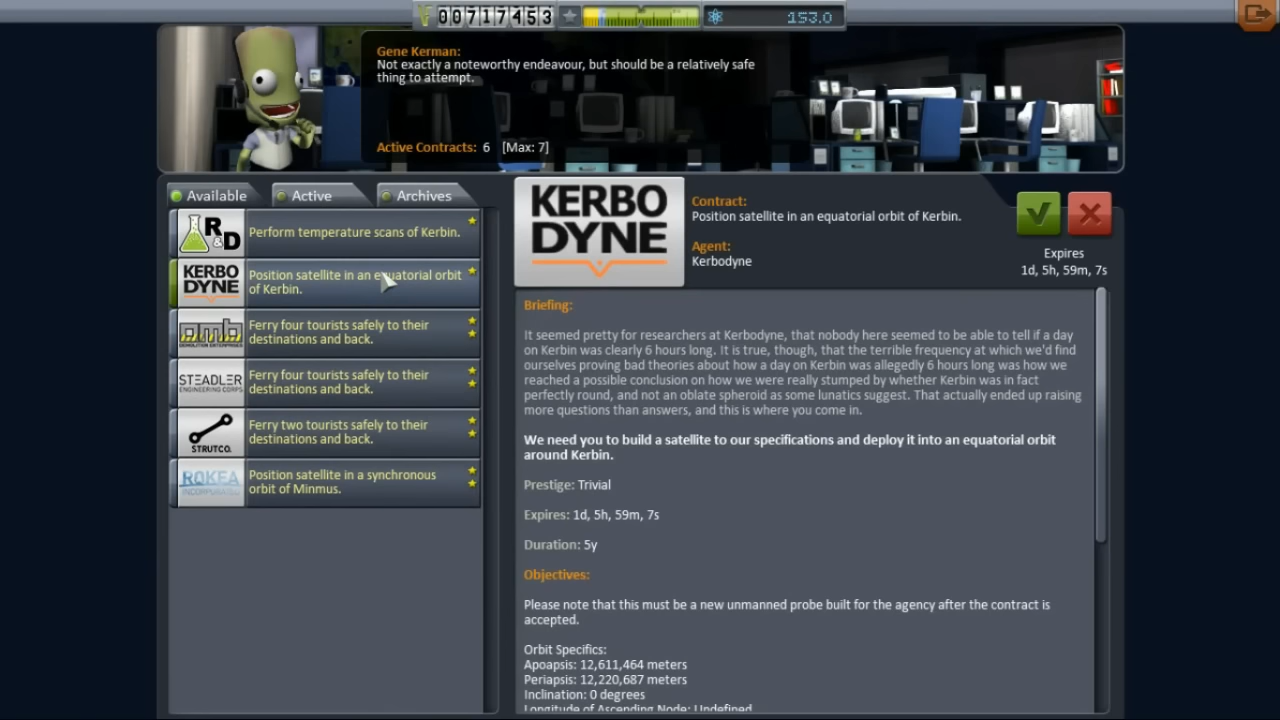 00717453
153.0
Gene Kerman:
Not exactly a noteworthy endeavour, but should be a relatively safe
thing to attempt.
Active Contracts: 6 [Max: 7]
Available
Active
Archives
R&D
Perform temperature scans of Kerbin.
KERBO
DYNE
Position satellite in an equatorial orbit
of Kerbin.
Ferry four tourists safely to their
destinations and back.
STEADLER
ENGINEERING CORPS
Ferry four tourists safely to their
destinations and back.
STRUTCO.
Ferry two tourists safely to their
destinations and back.
ROKEA
INCORPORATED
Position satellite in a synchronous
orbit of Minmus.
KERBO
DYNE
Contract:
Position satellite in an equatorial orbit of Kerbin.
Agent:
Kerbodyne
Expires
1d, 5h, 59m, 7s
Briefing:
It seemed pretty for researchers at Kerbodyne, that nobody here seemed to be able to tell if a day
on Kerbin was clearly 6 hours long. It is true, though, that the terrible frequency at which we'd find
ourselves proving bad theories about how a day on Kerbin was allegedly 6 hours long was how we
reached a possible conclusion on how we were really stumped by whether Kerbin was in fact
perfectly round, and not an oblate spheroid as some lunatics suggest. That actually ended up raising
more questions than answers, and this is where you come in.
We need you to build a satellite to our specifications and deploy it into an equatorial orbit
around Kerbin.
Prestige: Trivial
Expires: 1d, 5h, 59m, 7s
Duration: 5y
Objectives:
Please note that this must be a new unmanned probe built for the agency after the contract is
accepted.
Orbit Specifics:
Apoapsis: 12,611,464 meters
Periapsis: 12,220,687 meters
Inclination: 0 degrees
Longitude of Ascending Node: Undefined